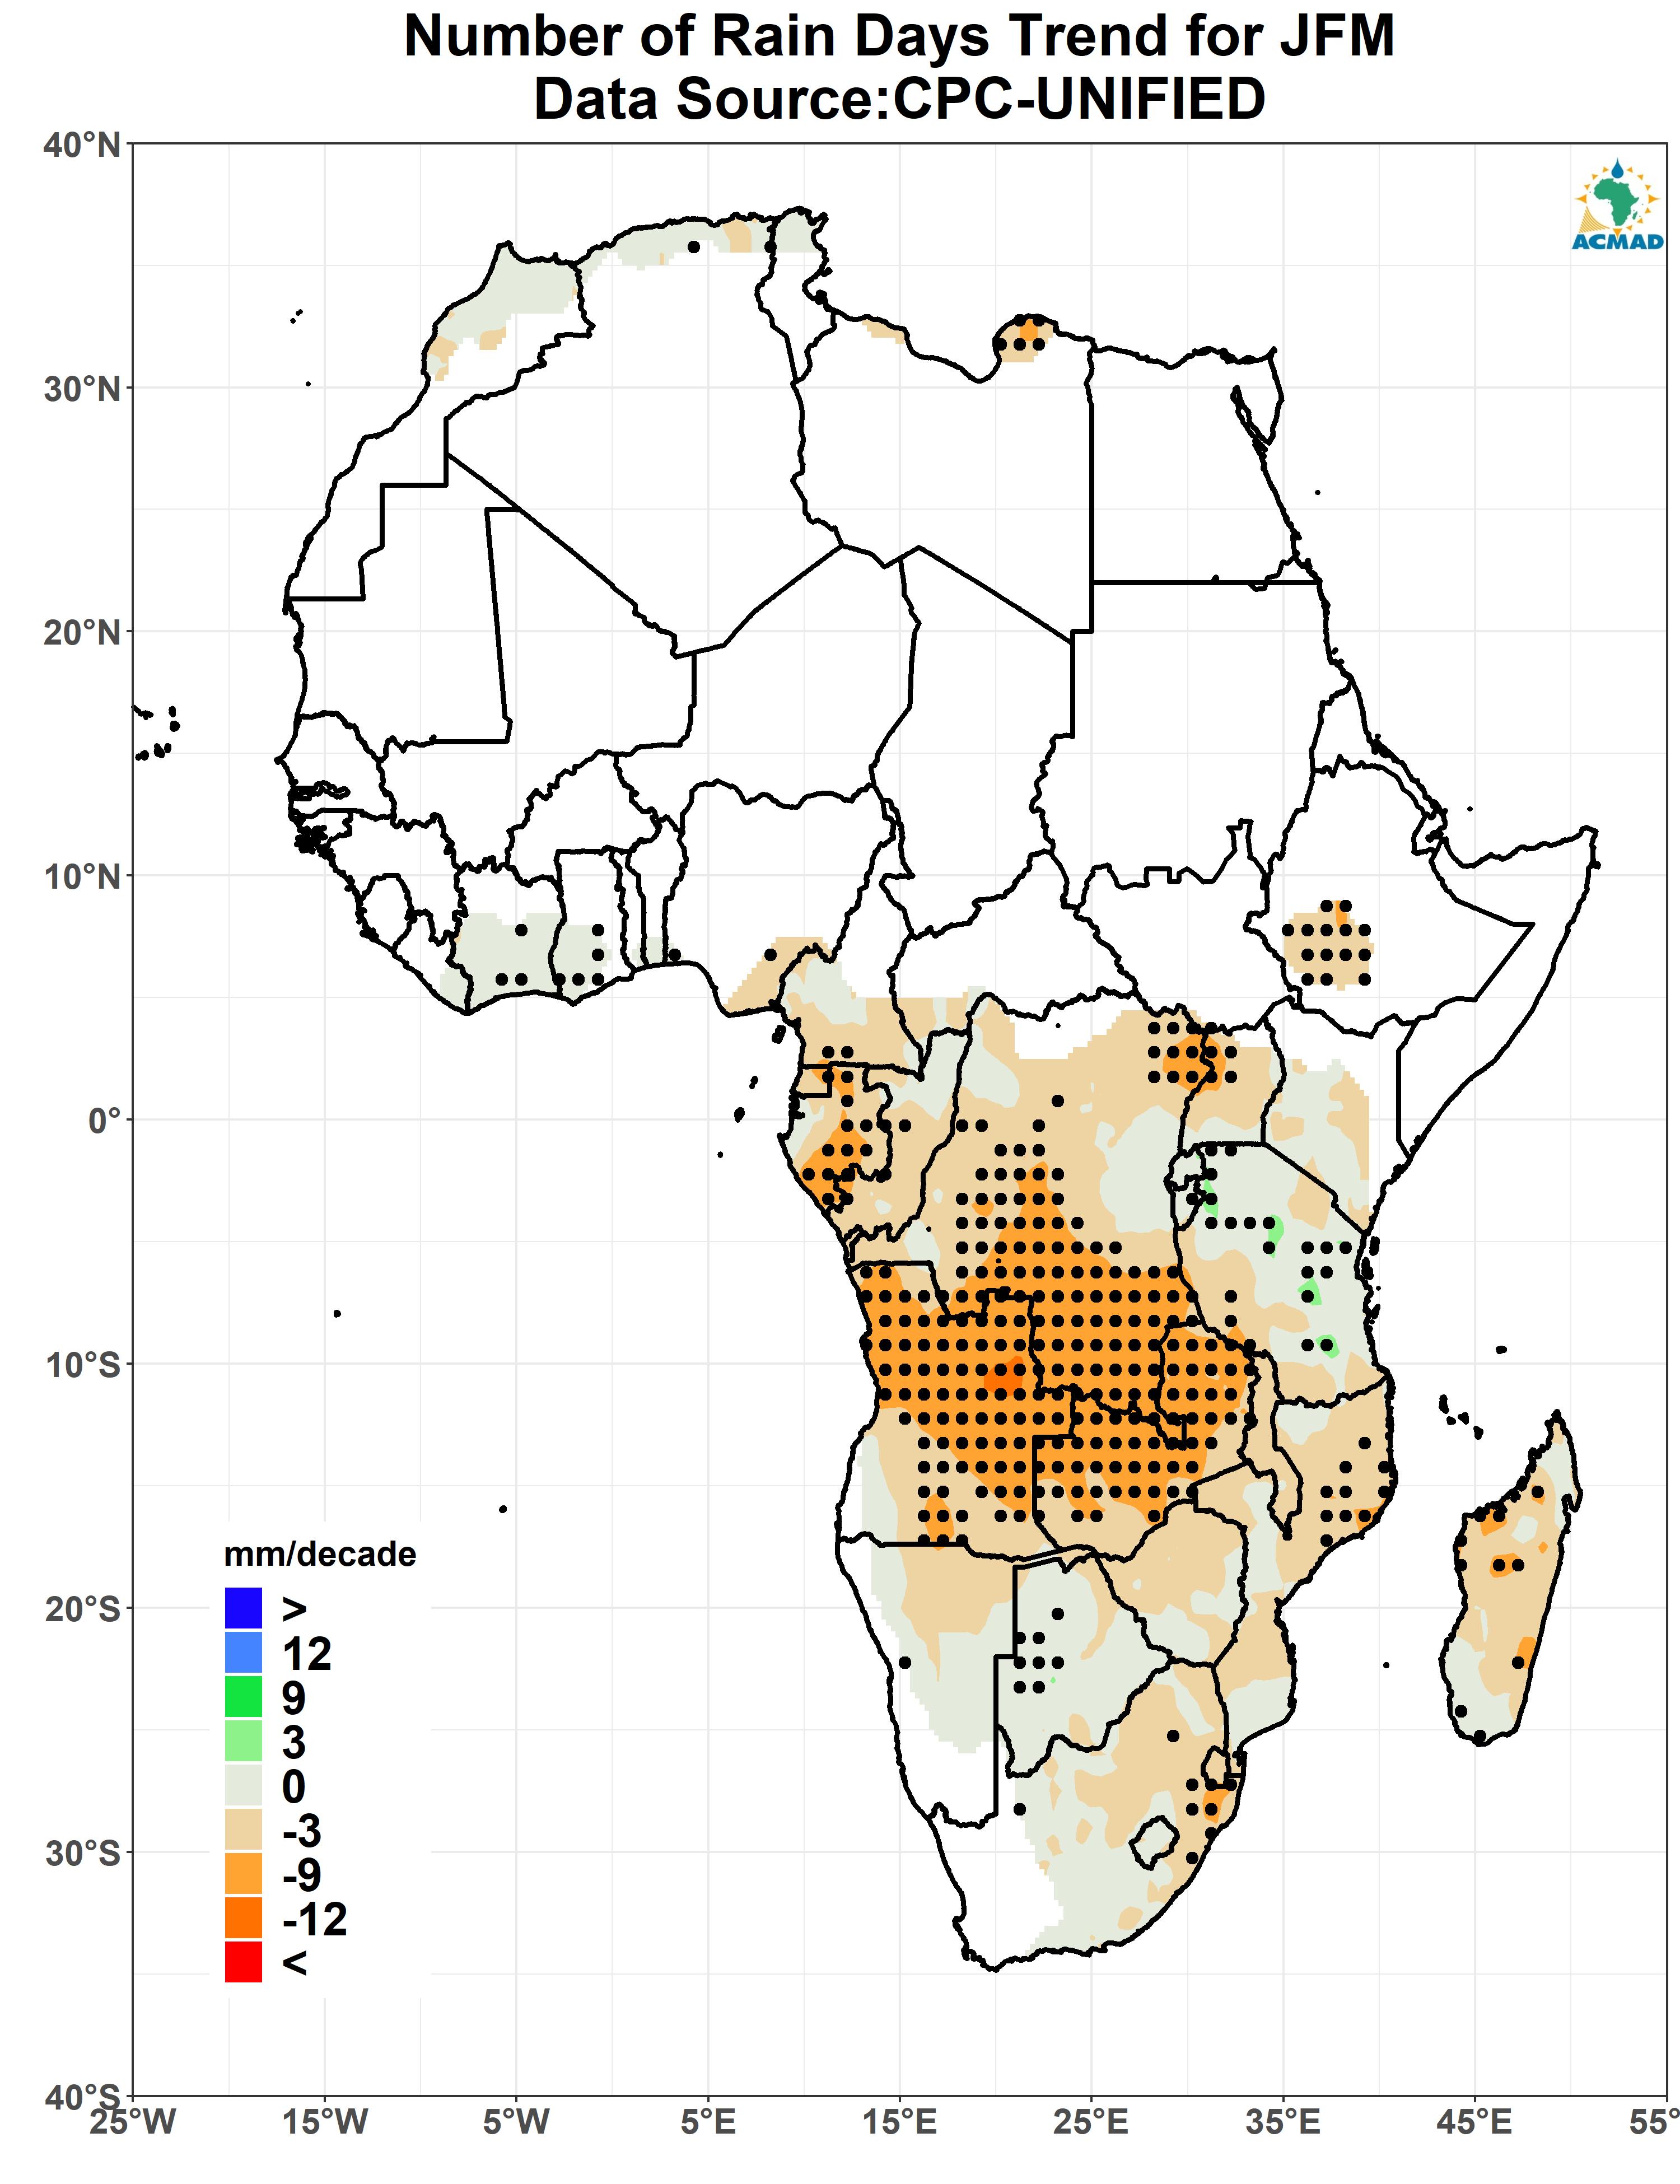 Number of Rain Days Trend for JFM
Data Source:CPC-UNIFIED
40°N
ACMAD
30°N
20°N
10°N
0°
10°S
20°S
30°S
40°S
mm/decade
>
12
9
3
0
-3
-9
-12
<
25°W 15°W 5°W 5°E 15°E 25°E 35°E 45°E 55°